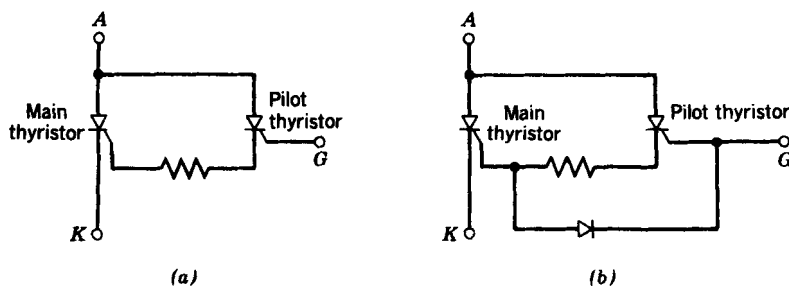 A
Main
thyristor
Pilot
thyristor
G
K
(a)
A
Main
thyristor
Pilot thyristor
G
K
(b)